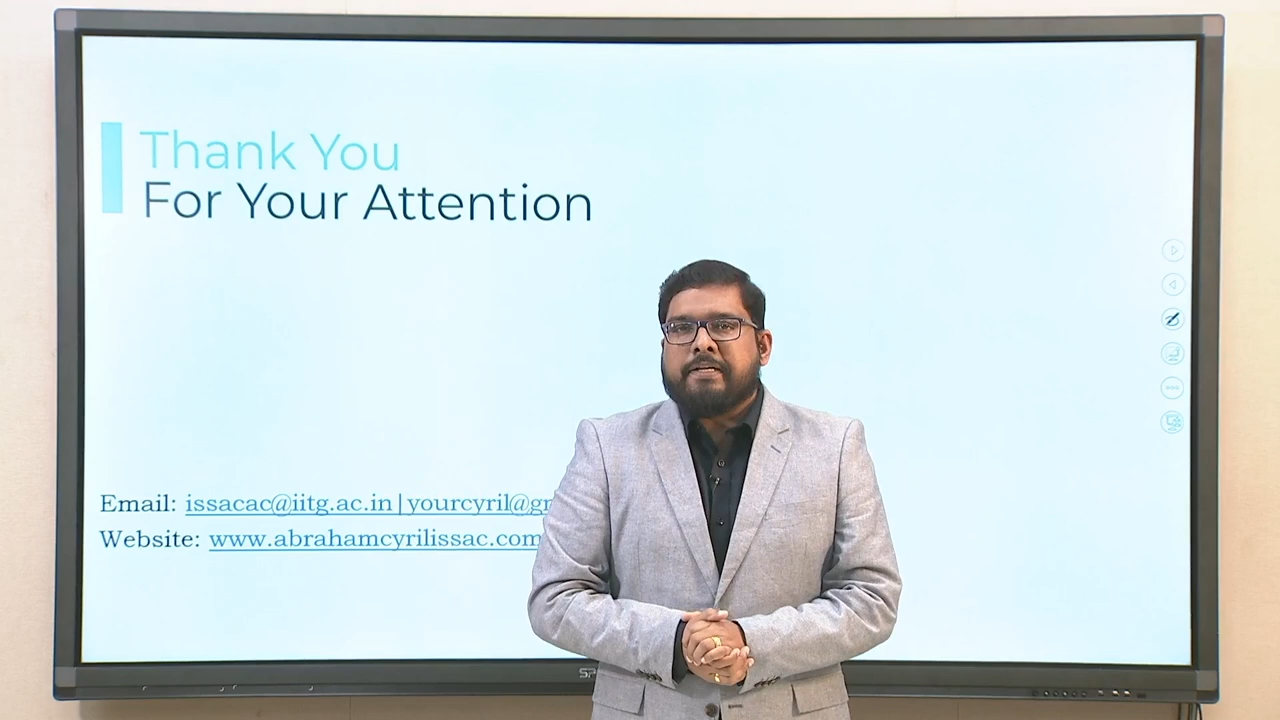 Thank You
For Your Attention
Email: issacac@iitg.ac.in|yourcyril@
Website: www.abrahamcyrilissac.com